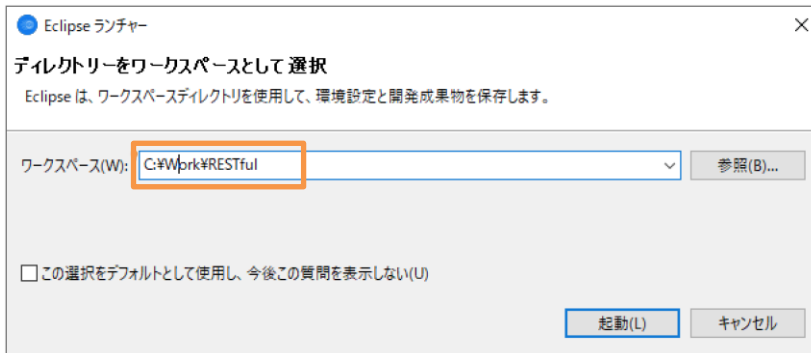 Eclipse ランチャー
ディレクトリーをワークスペースとして選択
Eclipse は、ワークスペースディレクトリを使用して、環境設定と開発成果物を保存します。
ワークスペース(W): C:¥Work¥RESTful 参照(B)...
この選択をデフォルトとして使用し、今後この質問を表示しない(U)
起動(L) キャンセル